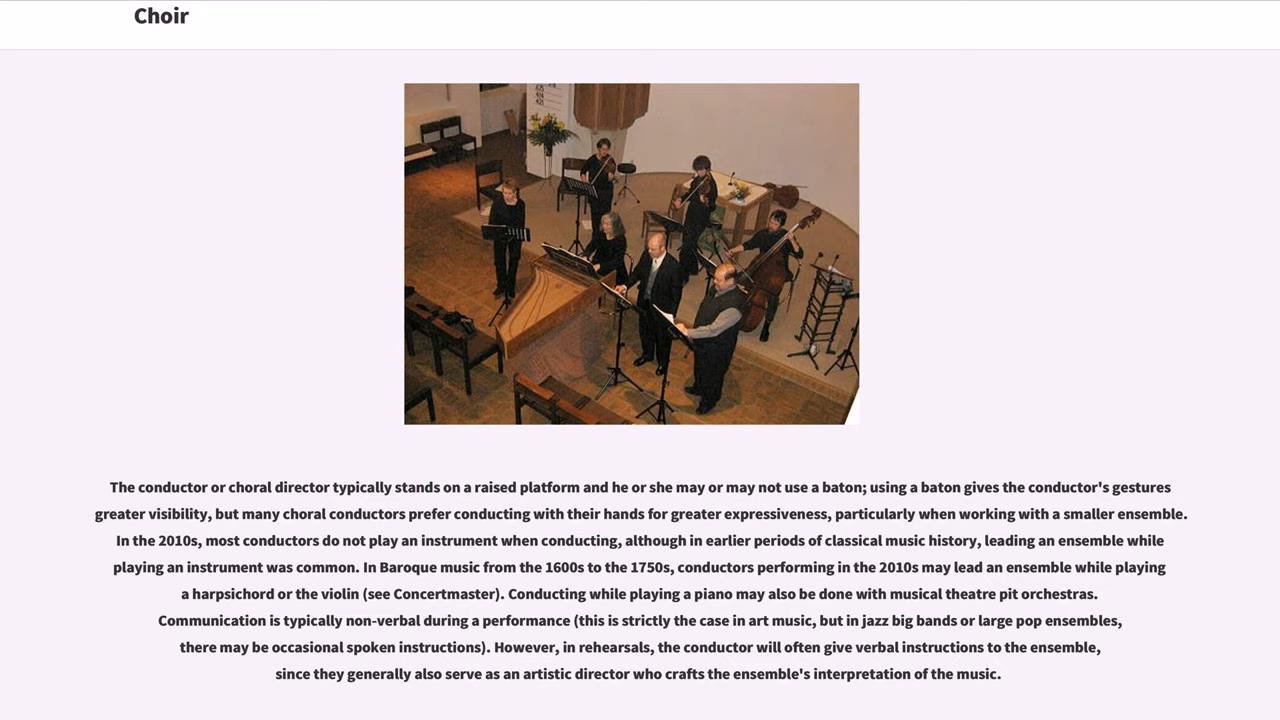 Choir
The conductor or choral director typically stands on a raised platform and he or she may or may not use a baton; using a baton gives the conductor's gestures
greater visibility, but many choral conductors prefer conducting with their hands for greater expressiveness, particularly when working with a smaller ensemble.
In the 2010s, most conductors do not play an instrument when conducting, although in earlier periods of classical music history, leading an ensemble while
playing an instrument was common. In Baroque music from the 1600s to the 1750s, conductors performing in the 2010s may lead an ensemble while playing
a harpsichord or the violin (see Concertmaster). Conducting while playing a piano may also be done with musical theatre pit orchestras.
Communication is typically non-verbal during a performance (this is strictly the case in art music, but in jazz big bands or large pop ensembles,
there may be occasional spoken instructions). However, in rehearsals, the conductor will often give verbal instructions to the ensemble,
since they generally also serve as an artistic director who crafts the ensemble's interpretation of the music.